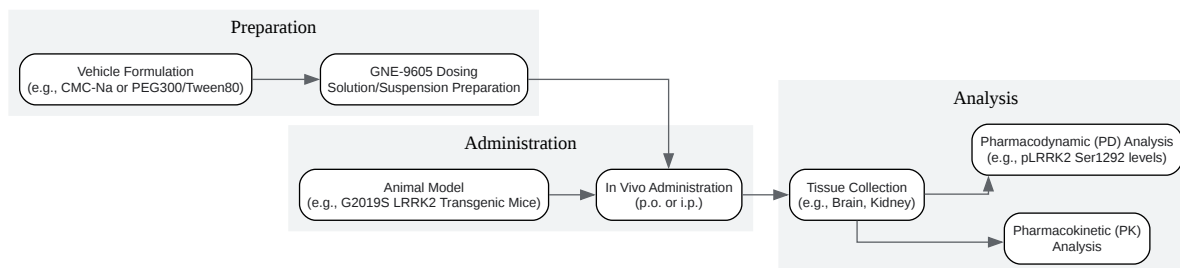 Preparation
Vehicle Formulation
(e.g., CMC-Na or PEG300/Tween80)
GNE-9605 Dosing
Solution/Suspension Preparation
Administration
Animal Model
(e.g., G2019S LRRK2 Transgenic Mice)
In Vivo Administration
(p.o. or i.p.)
Analysis
Tissue Collection
(e.g., Brain, Kidney)
Pharmacodynamic (PD) Analysis
(e.g., pLRRK2 Ser1292 levels)
Pharmacokinetic (PK)
Analysis